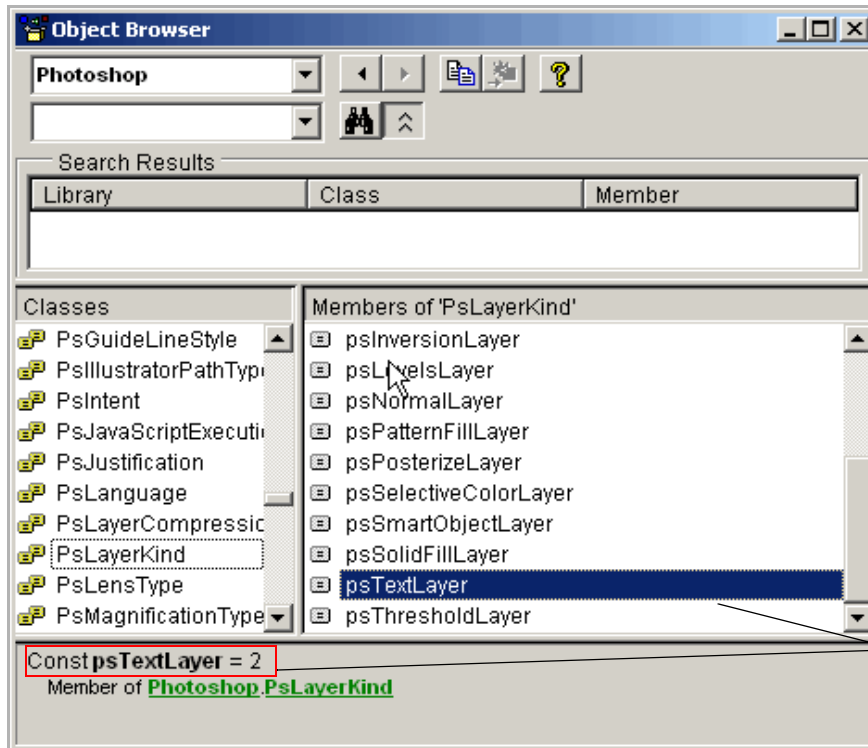 Object Browser
Photoshop
Search Results
Library Class Member
Classes
PsGuideLineStyle
PsIllustratorPathTyp
PsIntent
PsJavaScriptExecuti
PsJustification
PsLanguage
PsLayerCompressic
PsLayerKind
PsLensType
PsMagnificationType
Members of 'PsLayerKind'
psInversionLayer
psLevelsLayer
psNormalLayer
psPatternFillLayer
psPosterizeLayer
psSelectiveColorLayer
psSmartObjectLayer
psSolidFillLayer
psTextLayer
psThresholdLayer
Const psTextLayer = 2
Member of Photoshop.PsLayerKind